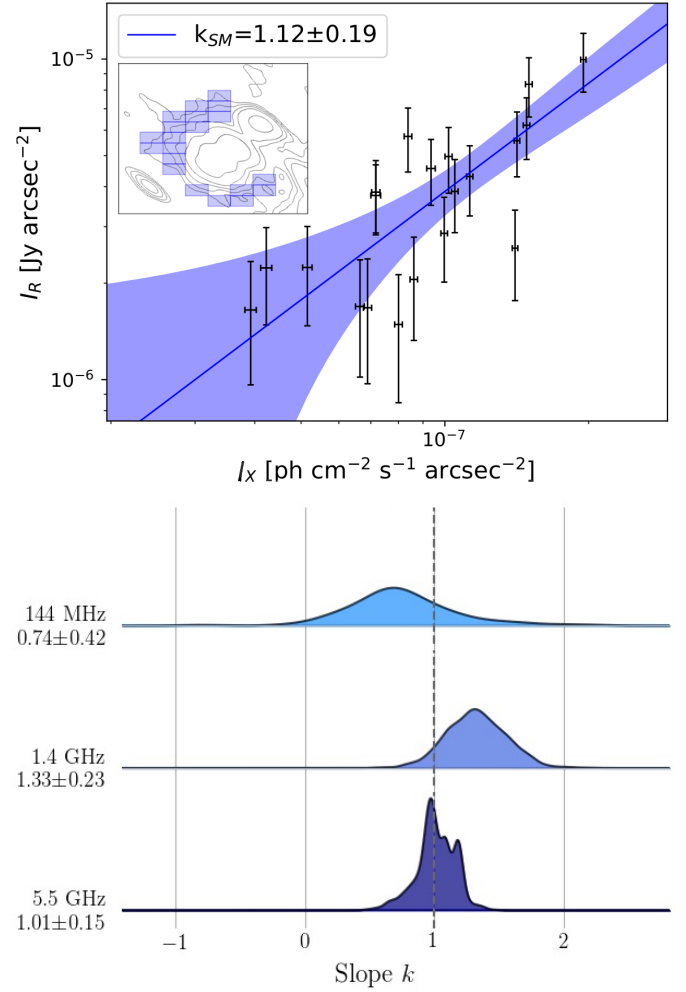 k_SM=1.12±0.19
10⁻⁵
I_R [Jy arcsec⁻²]
10⁻⁶
10⁻⁷
I_X [ph cm⁻² s⁻¹ arcsec⁻²]
144 MHz
0.74±0.42
1.4 GHz
1.33±0.23
5.5 GHz
1.01±0.15
−1 0 1 2
Slope k